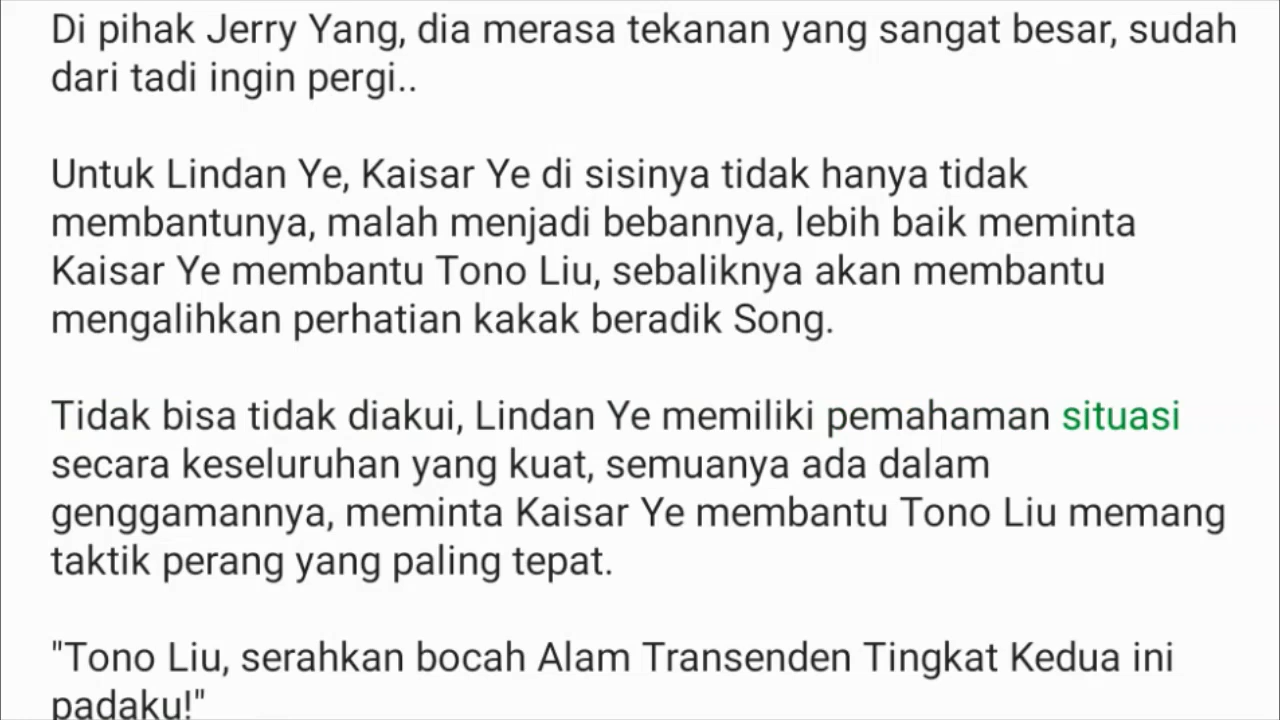 Di pihak Jerry Yang, dia merasa tekanan yang sangat besar, sudah
dari tadi ingin pergi..
Untuk Lindan Ye, Kaisar Ye di sisinya tidak hanya tidak
membantunya, malah menjadi bebannya, lebih baik meminta
Kaisar Ye membantu Tono Liu, sebaliknya akan membantu
mengalihkan perhatian kakak beradik Song.
Tidak bisa tidak diakui, Lindan Ye memiliki pemahaman situasi
secara keseluruhan yang kuat, semuanya ada dalam
genggamannya, meminta Kaisar Ye membantu Tono Liu memang
taktik perang yang paling tepat.
"Tono Liu, serahkan bocah Alam Transenden Tingkat Kedua ini
padaku!"